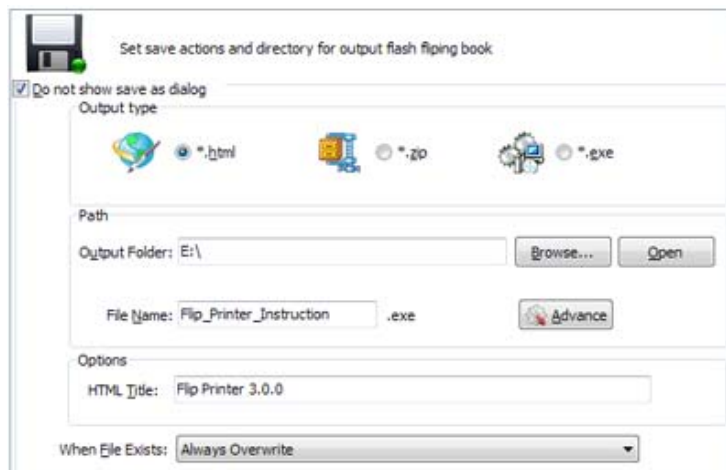 Set save actions and directory for output flash fliping book
Do not show save as dialog
Output type
*.html *.zip *.exe
Path
Output Folder: E:\ Browse... Open
File Name: Flip_Printer_Instruction .exe Advance
Options
HTML Title: Flip Printer 3.0.0
When File Exists: Always Overwrite